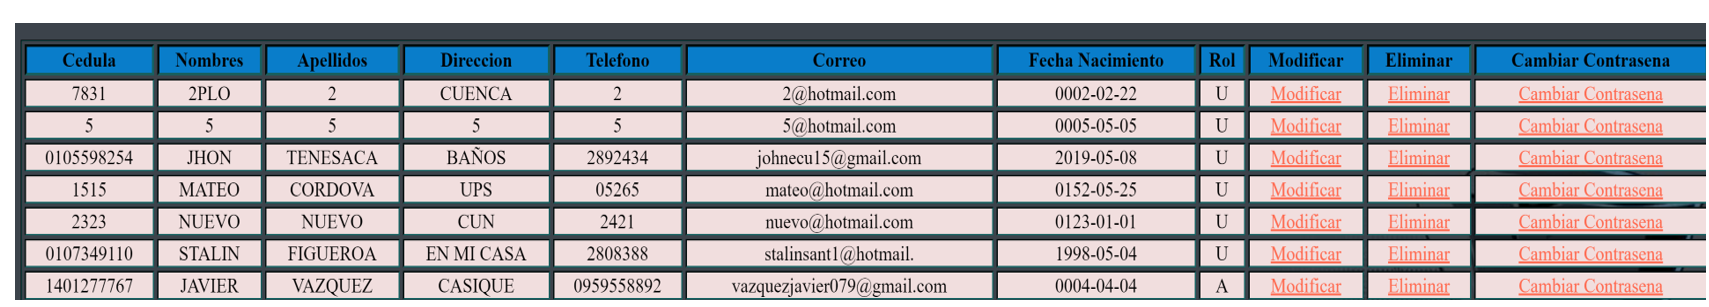 Cedula Nombres Apellidos Direccion Telefono Correo Fecha Nacimiento Rol Modificar Eliminar Cambiar Contrasena
7831 2PLO 2 CUENCA 2 2@hotmail.com 0002-02-22 U Modificar Eliminar Cambiar Contrasena
5 5 5 5 5 5@hotmail.com 0005-05-05 U Modificar Eliminar Cambiar Contrasena
0105598254 JHON TENESACA BAÑOS 2892434 johnecu15@gmail.com 2019-05-08 U Modificar Eliminar Cambiar Contrasena
1515 MATEO CORDOVA UPS 05265 mateo@hotmail.com 0152-05-25 U Modificar Eliminar Cambiar Contrasena
2323 NUEVO NUEVO CUN 2421 nuevo@hotmail.com 0123-01-01 U Modificar Eliminar Cambiar Contrasena
0107349110 STALIN FIGUEROA EN MI CASA 2808388 stalinsant1@hotmail. 1998-05-04 U Modificar Eliminar Cambiar Contrasena
1401277767 JAVIER VAZQUEZ CASIQUE 0959558892 vazquezjavier079@gmail.com 0004-04-04 A Modificar Eliminar Cambiar Contrasena